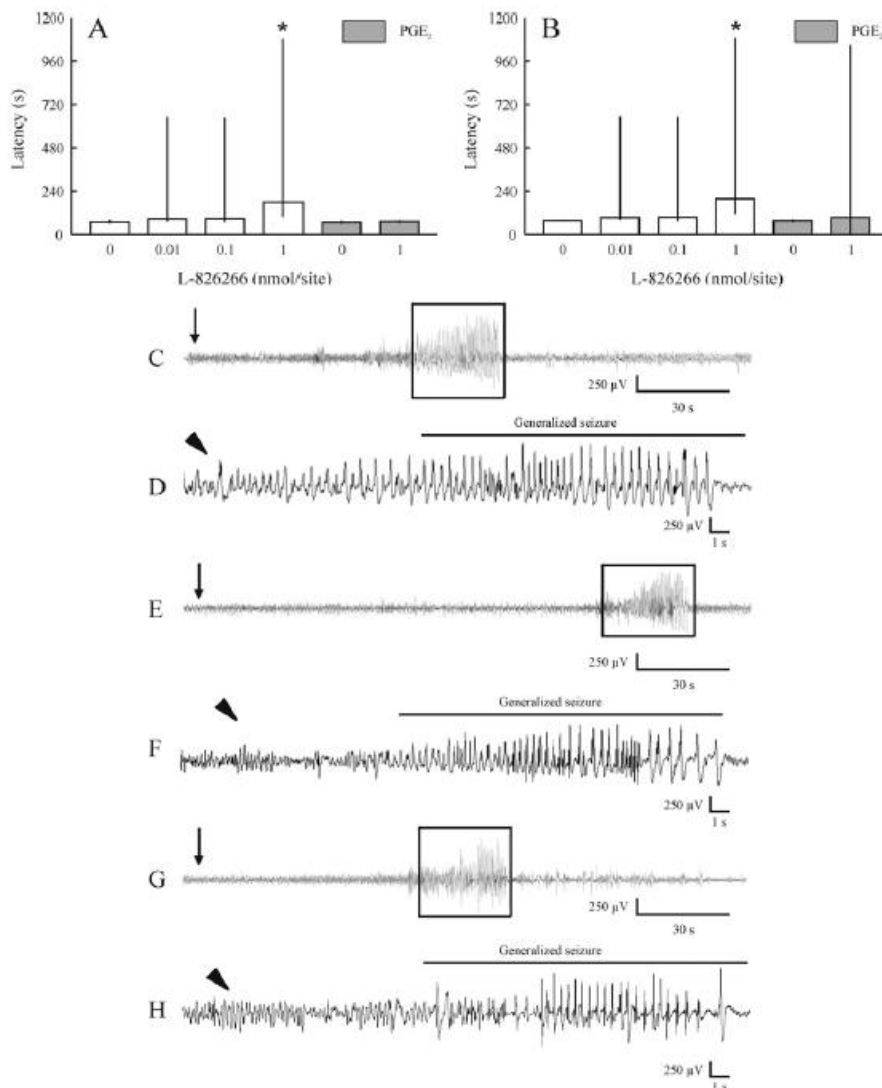 A
B
PGE₂
PGE₂
Latency (s)
1200
960
720
480
240
0
0 0.01 0.1 1 0 1
*
L-826266 (nmol/site)
Latency (s)
1200
960
720
480
240
0
0 0.01 0.1 1 0 1
*
L-826266 (nmol/site)
C
250 µV
30 s
Generalized seizure
D
250 µV
1 s
E
250 µV
30 s
Generalized seizure
F
250 µV
1 s
G
250 µV
30 s
Generalized seizure
H
250 µV
1 s